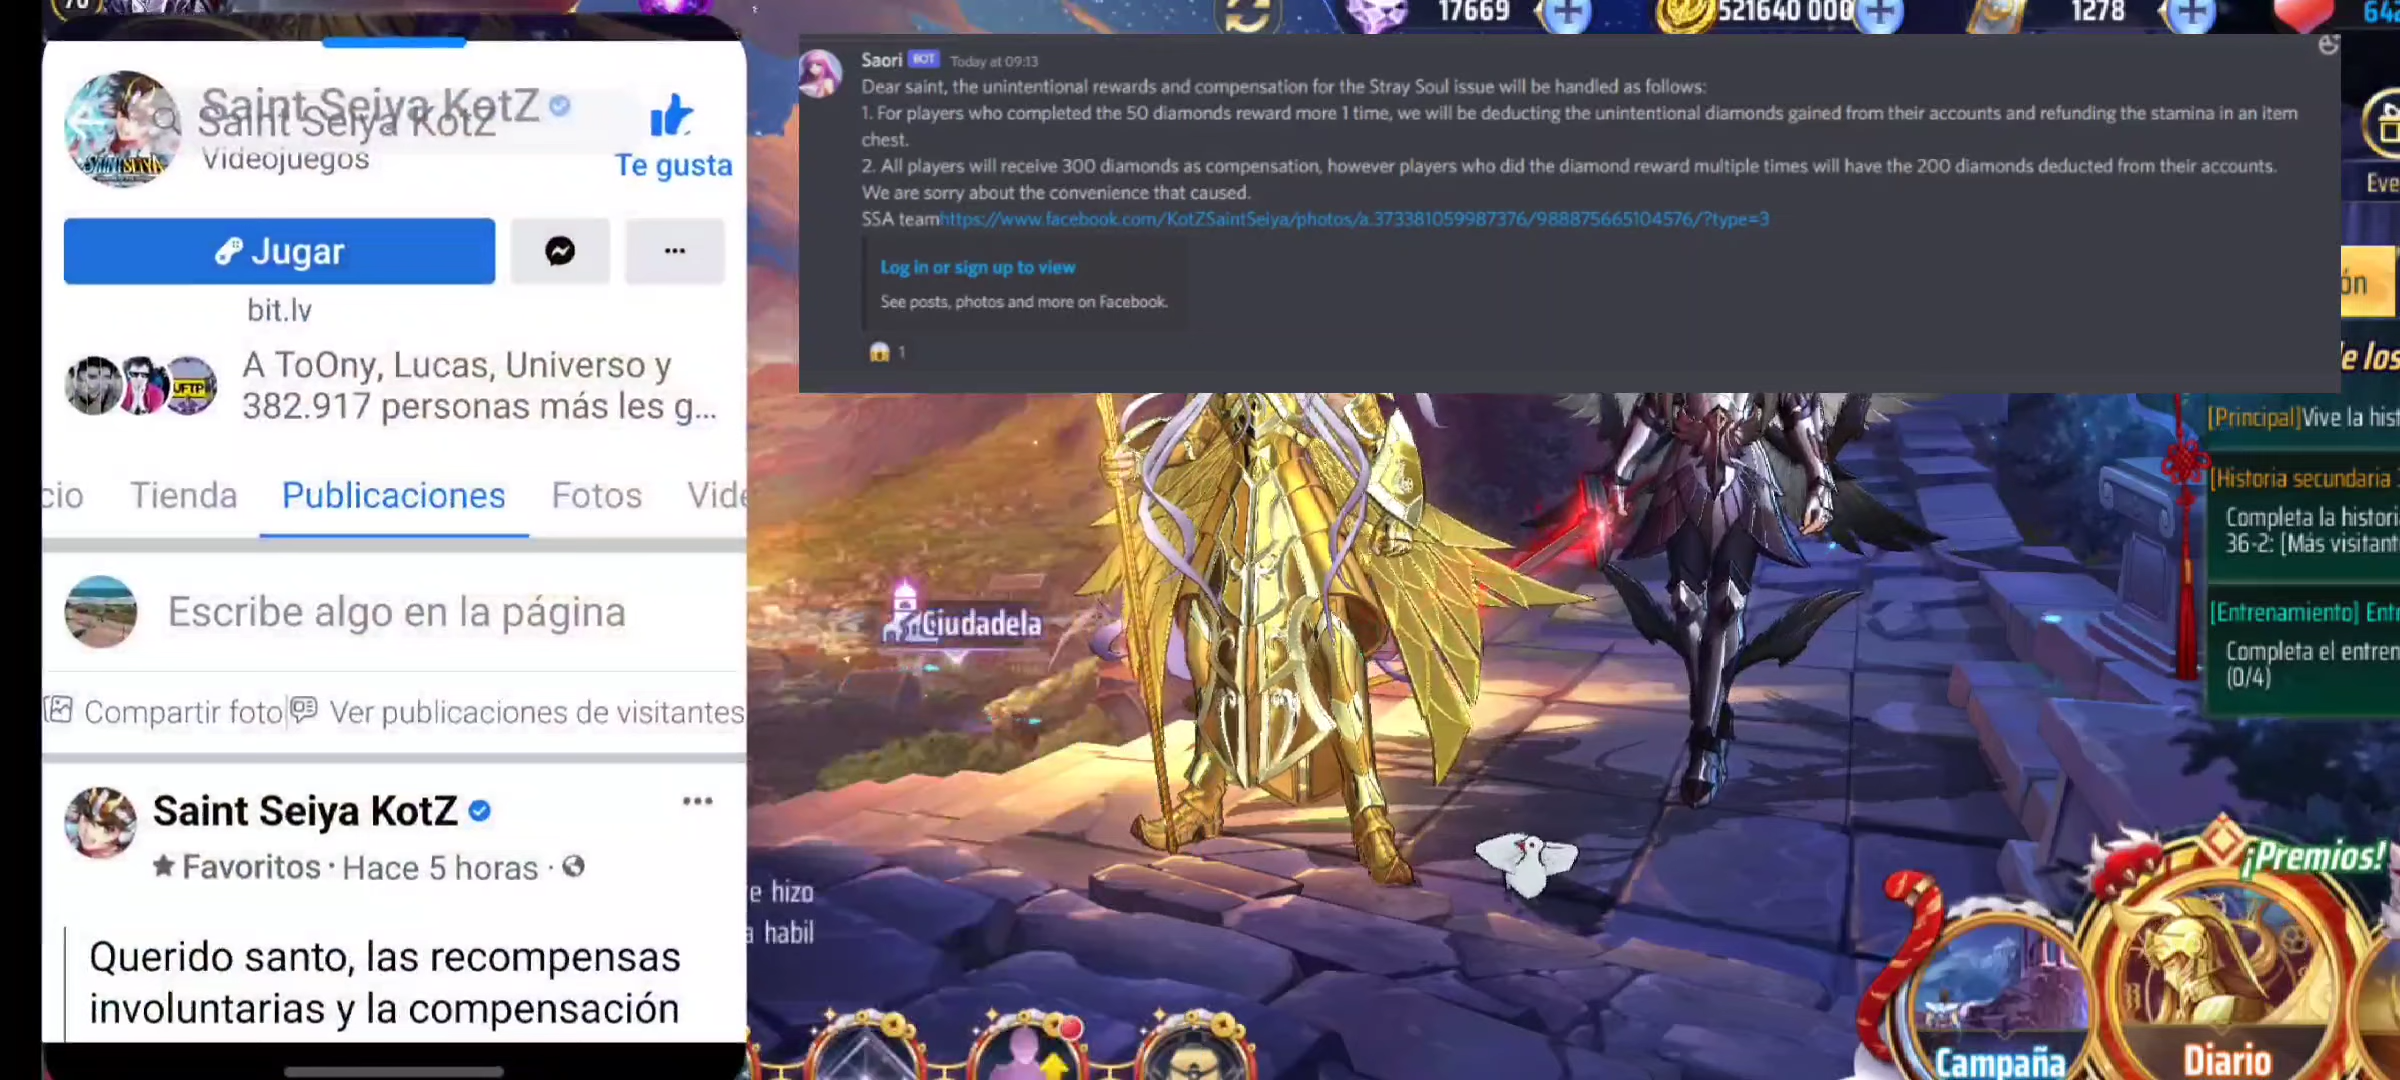 17669
521640 000
1278
642
Saint Seiya KotZ
Saint Seiya KotZ
Videojuegos
Te gusta
Jugar
bit.lv
A ToOny, Lucas, Universo y
382.917 personas más les g...
cio Tienda Publicaciones Fotos Vide
Escribe algo en la página
Compartir foto Ver publicaciones de visitantes
Saint Seiya KotZ
Favoritos · Hace 5 horas ·
Querido santo, las recompensas
involuntarias y la compensación
Saori BOT Today at 09:13
Dear saint, the unintentional rewards and compensation for the Stray Soul issue will be handled as follows:
1. For players who completed the 50 diamonds reward more 1 time, we will be deducting the unintentional diamonds gained from their accounts and refunding the stamina in an item
chest.
2. All players will receive 300 diamonds as compensation, however players who did the diamond reward multiple times will have the 200 diamonds deducted from their accounts.
We are sorry about the convenience that caused.
SSA teamhttps://www.facebook.com/KotZSaintSeiya/photos/a.373381059987376/988875665104576/?type=3
Log in or sign up to view
See posts, photos and more on Facebook.
1
Eve
ón
e los
[Principal]Vive la hist
[Historia secundaria
Completa la histori
36-2: [Más visitant
[Entrenamiento] Entr
Completa el entren
(0/4)
Ciudadela
e hizo
a habil
¡Premios!
Campaña
Diario